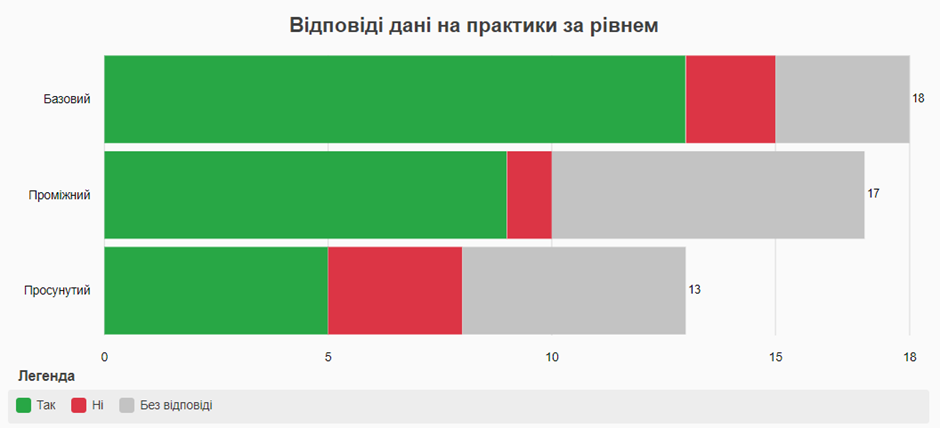 Відповіді дані на практики за рівнем
Базовий
18
Проміжний
17
Просунутий
13
0 5 10 15 18
Легенда
Так Ні Без відповіді